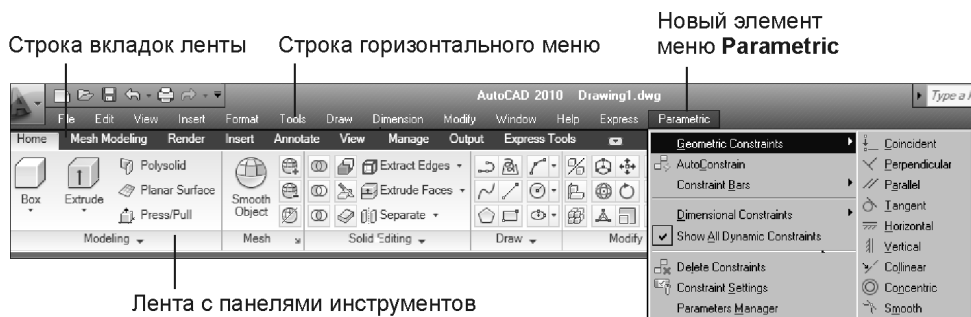 Новый элемент
меню Parametric
Строка вкладок ленты
Строка горизонтального меню
AutoCAD 2010 Drawing1.dwg
Type a
File Edit View Insert Format Tools Draw Dimension Modify Window Help Express Parametric
Home Mesh Modeling Render Insert Annotate View Manage Output Express Tools
Geometric Constraints
AutoConstrain
Constraint Bars
Dimensional Constraints
Show All Dynamic Constraints
Delete Constraints
Constraint Settings
Parameters Manager
Coincident
Perpendicular
Parallel
Tangent
Horizontal
Vertical
Collinear
Concentric
Smooth
Box
Extrude
Polysolid
Planar Surface
Press/Pull
Smooth
Object
Extract Edges
Extrude Faces
Separate
Modeling
Mesh
Solid Editing
Draw
Modify
Лента с панелями инструментов